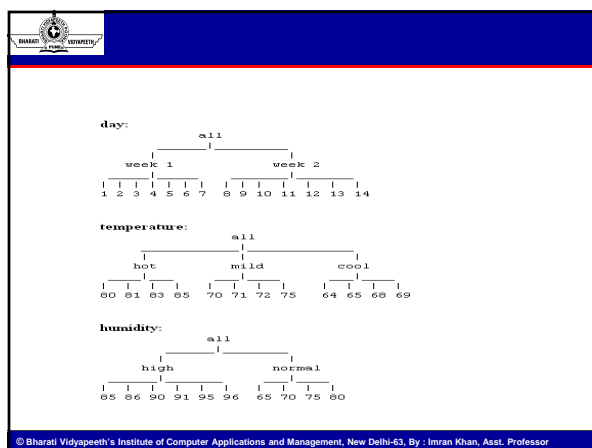 BHARATI VIDYAPEETH
PUNE
day:
all
week 1 week 2
1 2 3 4 5 6 7 8 9 10 11 12 13 14
temperature:
all
hot mild cool
80 81 83 85 70 71 72 75 64 65 68 69
humidity:
all
high normal
85 86 90 91 95 96 65 70 75 80
© Bharati Vidyapeeth's Institute of Computer Applications and Management, New Delhi-63, By : Imran Khan, Asst. Professor